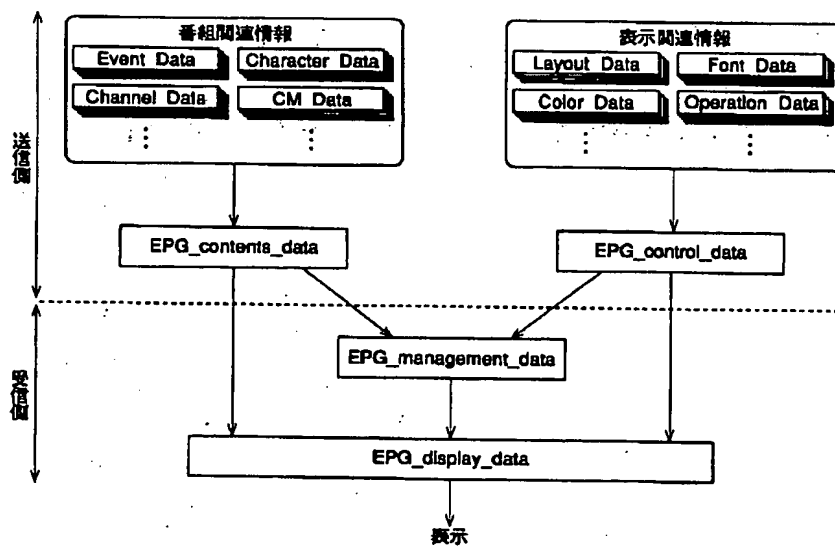 番組関連情報
Event Data
Character Data
Channel Data
CM Data
表示関連情報
Layout Data
Font Data
Color Data
Operation Data
送信側
EPG_contents_data
EPG_control_data
受信側
EPG_management_data
EPG_display_data
表示